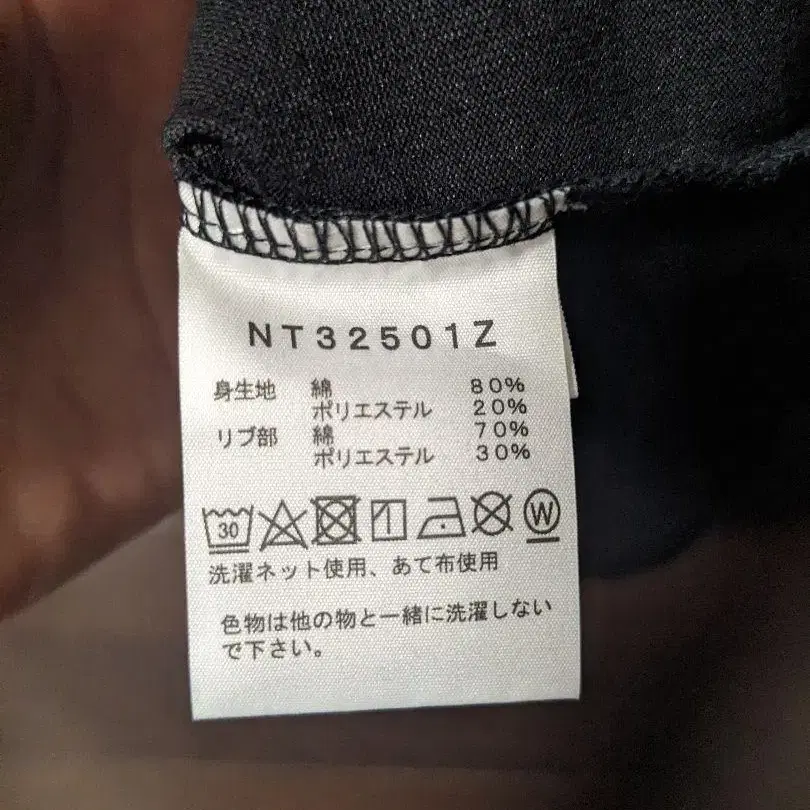 NT32501Z
身生地 綿 80%
ポリエステル 20%
リブ部 綿 70%
ポリエステル 30%
30 W
洗濯ネット使用、あて布使用
色物は他の物と一緒に洗濯しない
で下さい。